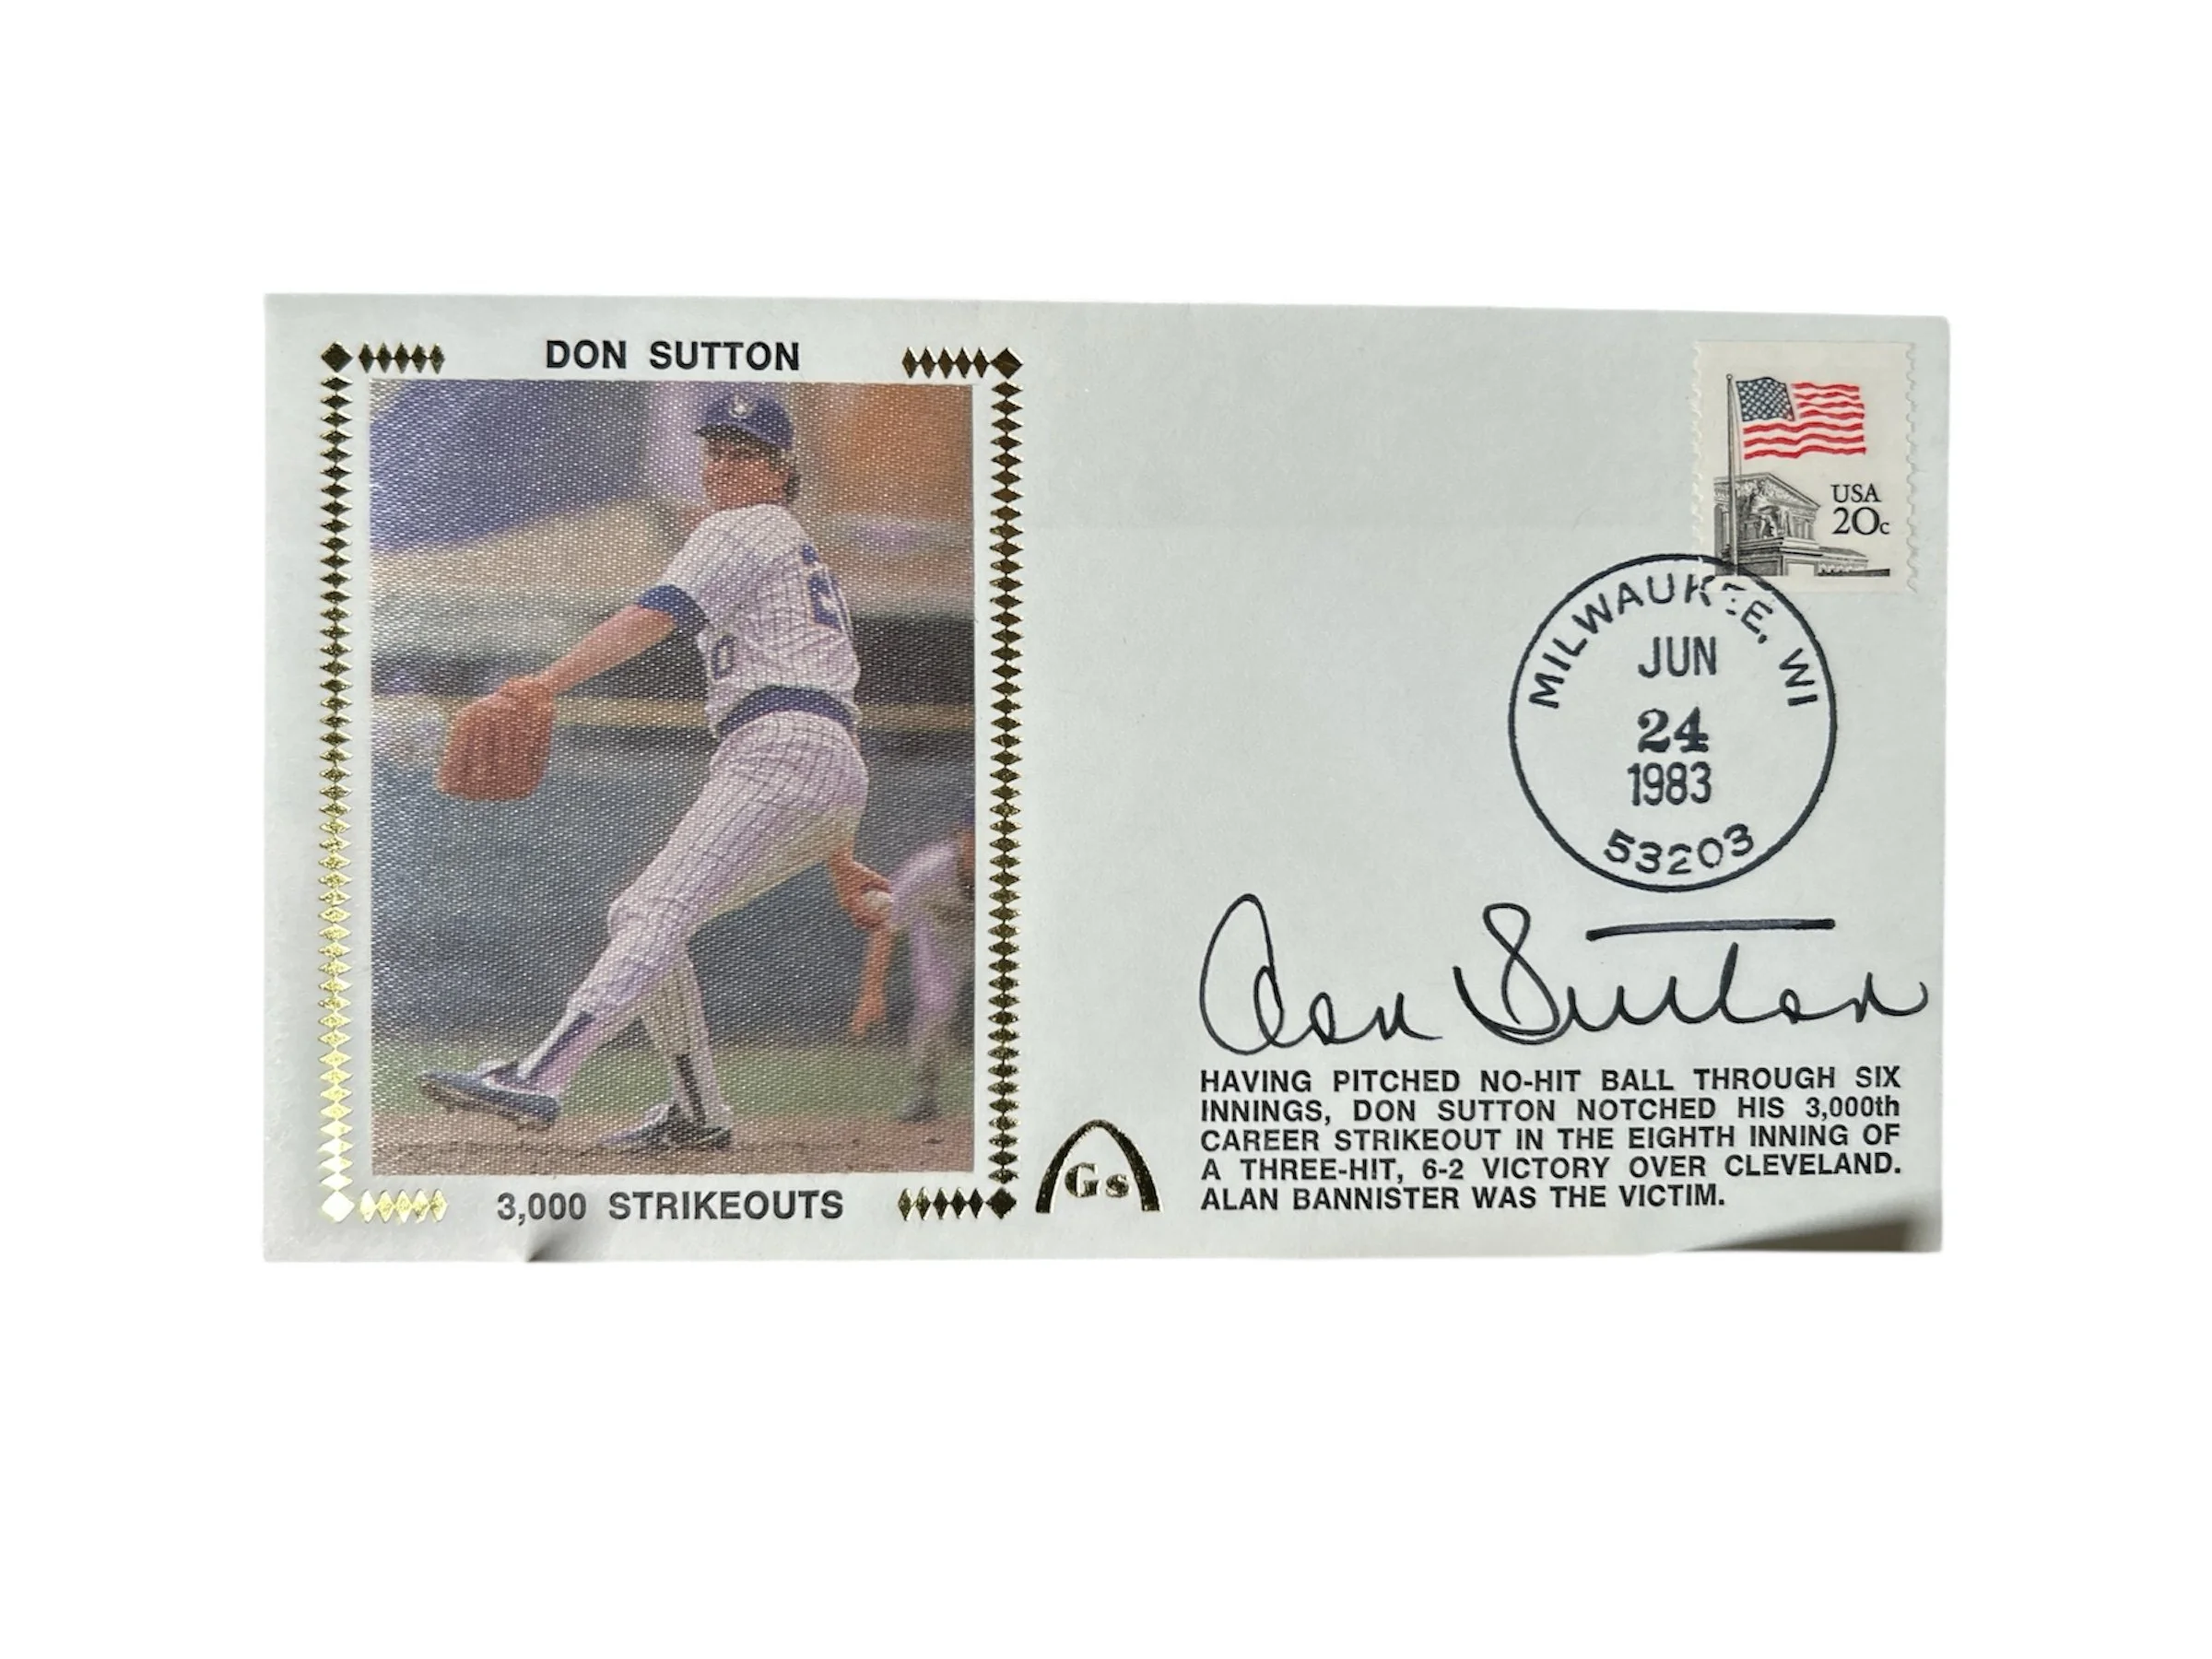 DON SUTTON
3,000 STRIKEOUTS
USA
20c
MILWAUKEE, WI
JUN
24
1983
53203
Don Sutton
Gs
HAVING PITCHED NO-HIT BALL THROUGH SIX
INNINGS, DON SUTTON NOTCHED HIS 3,000th
CAREER STRIKEOUT IN THE EIGHTH INNING OF
A THREE-HIT, 6-2 VICTORY OVER CLEVELAND.
ALAN BANNISTER WAS THE VICTIM.